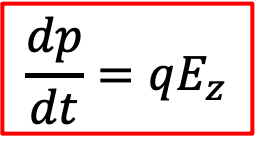 dp/dt = qE_z